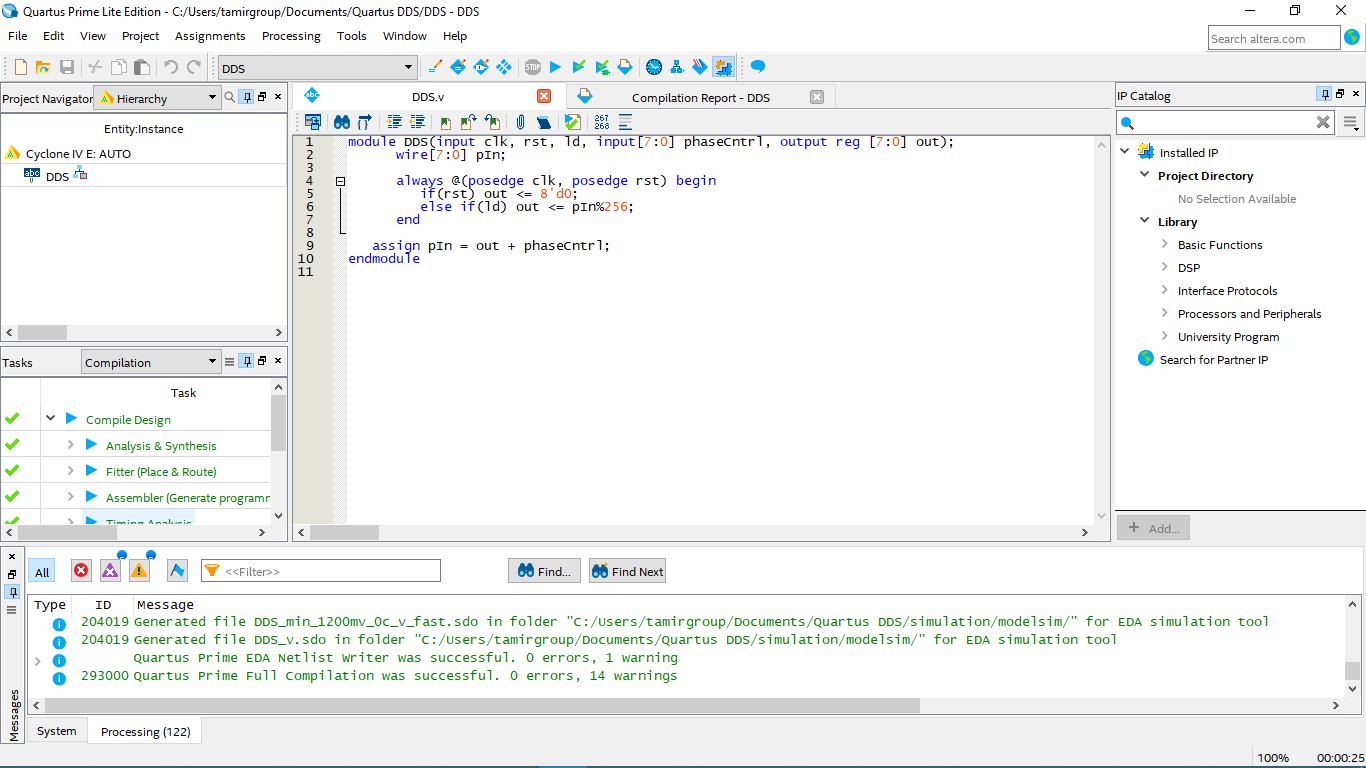 Quartus Prime Lite Edition - C:/Users/tamirgroup/Documents/Quartus DDS/DDS - DDS
File Edit View Project Assignments Processing Tools Window Help
Search altera.com
DDS
STOP
Project Navigator Hierarchy
Entity:Instance
Cyclone IV E: AUTO
abc DDS
Tasks Compilation
Task
Compile Design
Analysis & Synthesis
Fitter (Place & Route)
Assembler (Generate programm
Timing Analysis
abc DDS.v
Compilation Report - DDS
267
268
1 module DDS(input clk, rst, ld, input[7:0] phaseCntrl, output reg [7:0] out);
2 wire[7:0] pIn;
3
4 always @(posedge clk, posedge rst) begin
5 if(rst) out <= 8'd0;
6 else if(ld) out <= pIn%256;
7 end
8
9 assign pIn = out + phaseCntrl;
10 endmodule
11
IP Catalog
Installed IP
Project Directory
No Selection Available
Library
Basic Functions
DSP
Interface Protocols
Processors and Peripherals
University Program
Search for Partner IP
+ Add...
All <<Filter>> Find... Find Next
Type ID Message
204019 Generated file DDS_min_1200mv_0c_v_fast.sdo in folder "C:/Users/tamirgroup/Documents/Quartus DDS/simulation/modelsim/" for EDA simulation tool
204019 Generated file DDS_v.sdo in folder "C:/Users/tamirgroup/Documents/Quartus DDS/simulation/modelsim/" for EDA simulation tool
Quartus Prime EDA Netlist Writer was successful. 0 errors, 1 warning
293000 Quartus Prime Full Compilation was successful. 0 errors, 14 warnings
Messages
System Processing (122)
100% 00:00:25